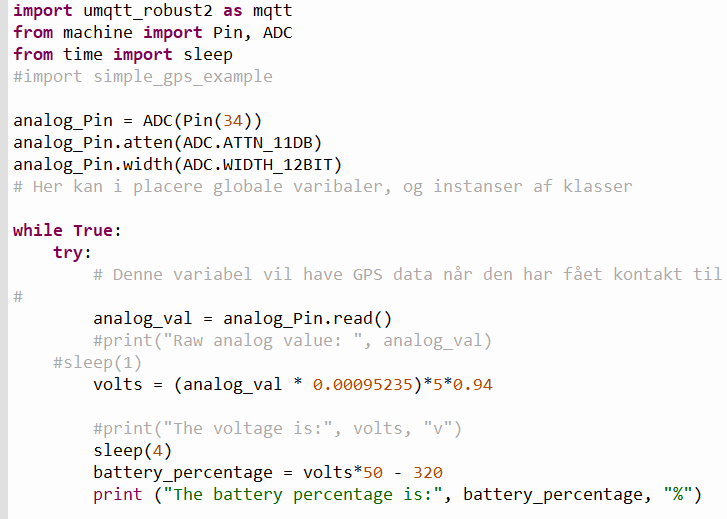 import umqtt_robust2 as mqtt
from machine import Pin, ADC
from time import sleep
#import simple_gps_example
analog_Pin = ADC(Pin(34))
analog_Pin.atten(ADC.ATTN_11DB)
analog_Pin.width(ADC.WIDTH_12BIT)
# Her kan i placere globale varibaler, og instanser af klasser
while True:
    try:
        # Denne variabel vil have GPS data når den har fået kontakt til
#
        analog_val = analog_Pin.read()
        #print("Raw analog value: ", analog_val)
    #sleep(1)
        volts = (analog_val * 0.00095235)*5*0.94
        #print("The voltage is:", volts, "v")
        sleep(4)
        battery_percentage = volts*50 - 320
        print ("The battery percentage is:", battery_percentage, "%")